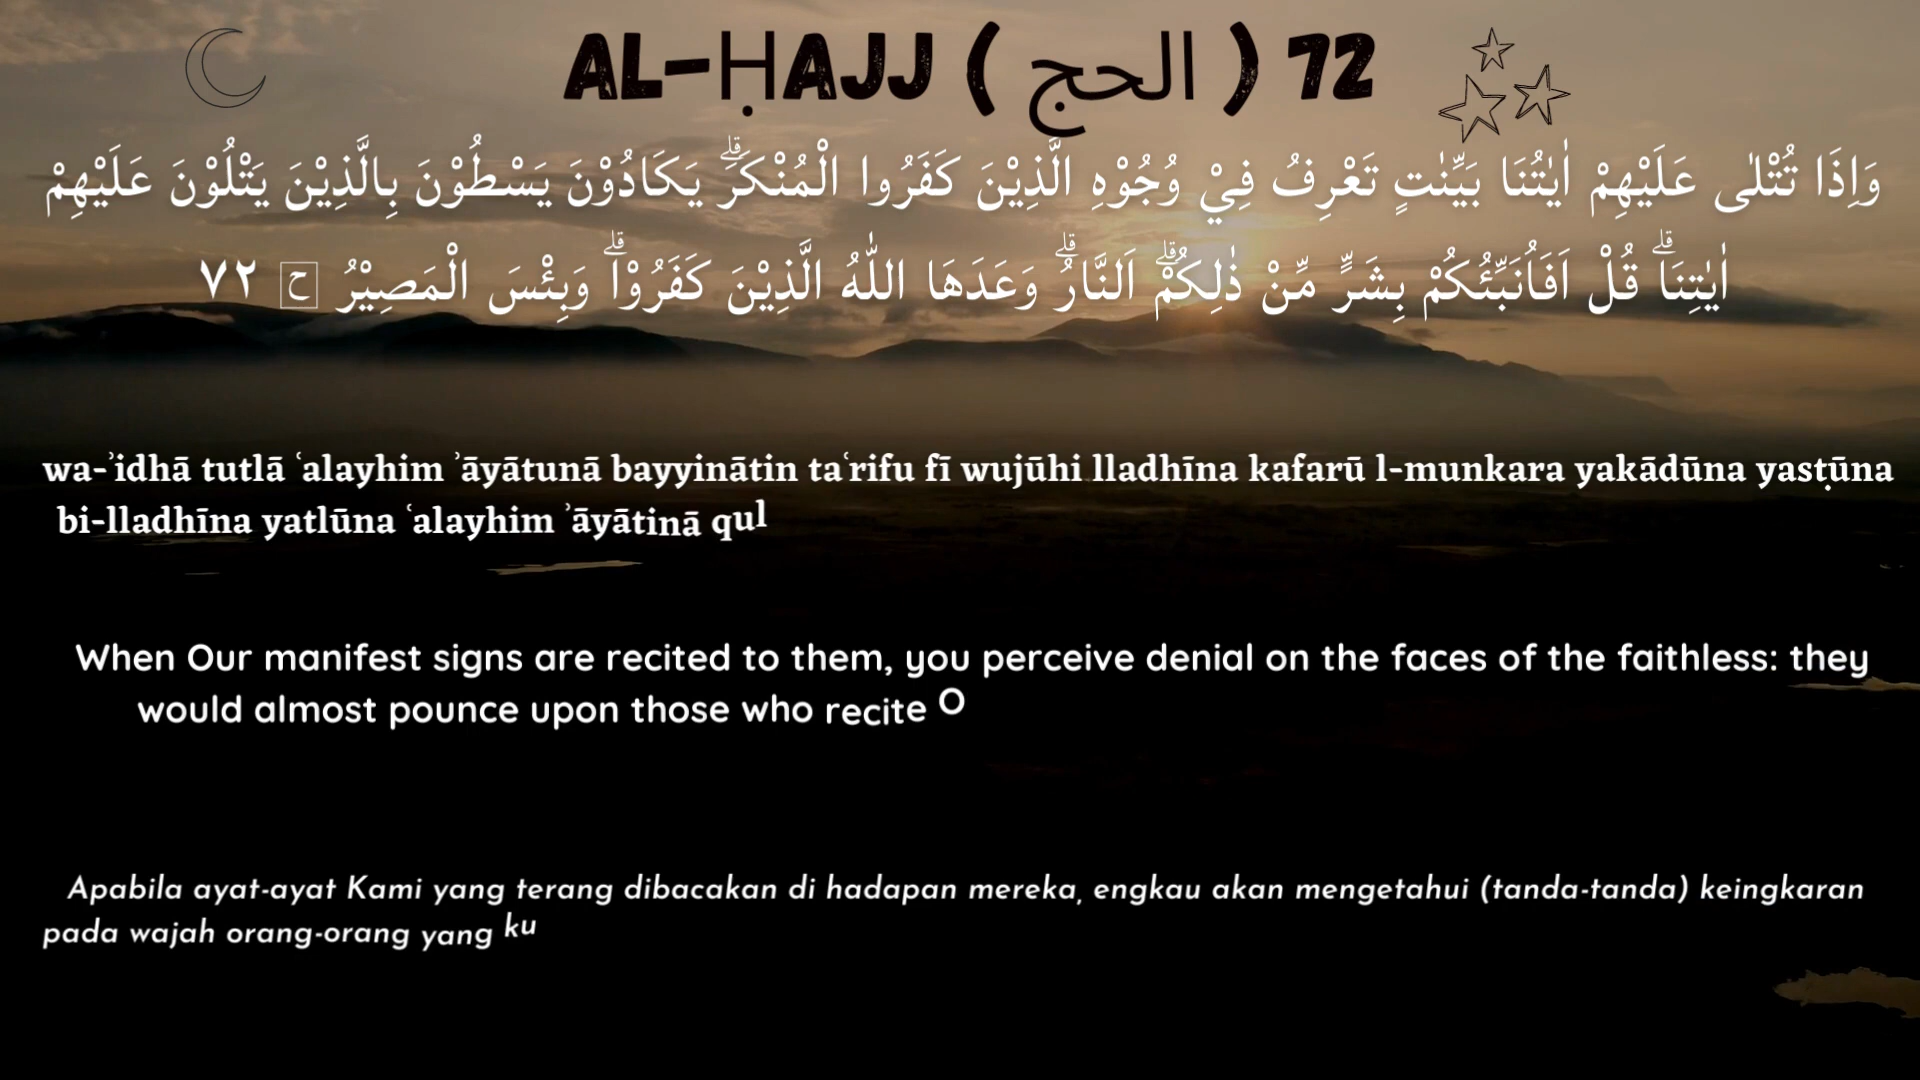 AL-ḤAJJ ( الحج ) 72
وَاِذَا تُتْلٰى عَلَيْهِمْ اٰيٰتُنَا بَيِّنٰتٍ تَعْرِفُ فِيْ وُجُوْهِ الَّذِيْنَ كَفَرُوا الْمُنْكَرَۗ يَكَادُوْنَ يَسْطُوْنَ بِالَّذِيْنَ يَتْلُوْنَ عَلَيْهِمْ
اٰيٰتِنَاۗ قُلْ اَفَاُنَبِّئُكُمْ بِشَرٍّ مِّنْ ذٰلِكُمْۗ اَلنَّارُۗ وَعَدَهَا اللّٰهُ الَّذِيْنَ كَفَرُوْاۗ وَبِئْسَ الْمَصِيْرُ ࣖ ٧٢
wa-ʾidhā tutlā ʿalayhim ʾāyātunā bayyinātin taʿrifu fī wujūhi lladhīna kafarū l-munkara yakādūna yasṭūna
bi-lladhīna yatlūna ʿalayhim ʾāyātinā qul
When Our manifest signs are recited to them, you perceive denial on the faces of the faithless: they
would almost pounce upon those who recite O
Apabila ayat-ayat Kami yang terang dibacakan di hadapan mereka, engkau akan mengetahui (tanda-tanda) keingkaran
pada wajah orang-orang yang ku